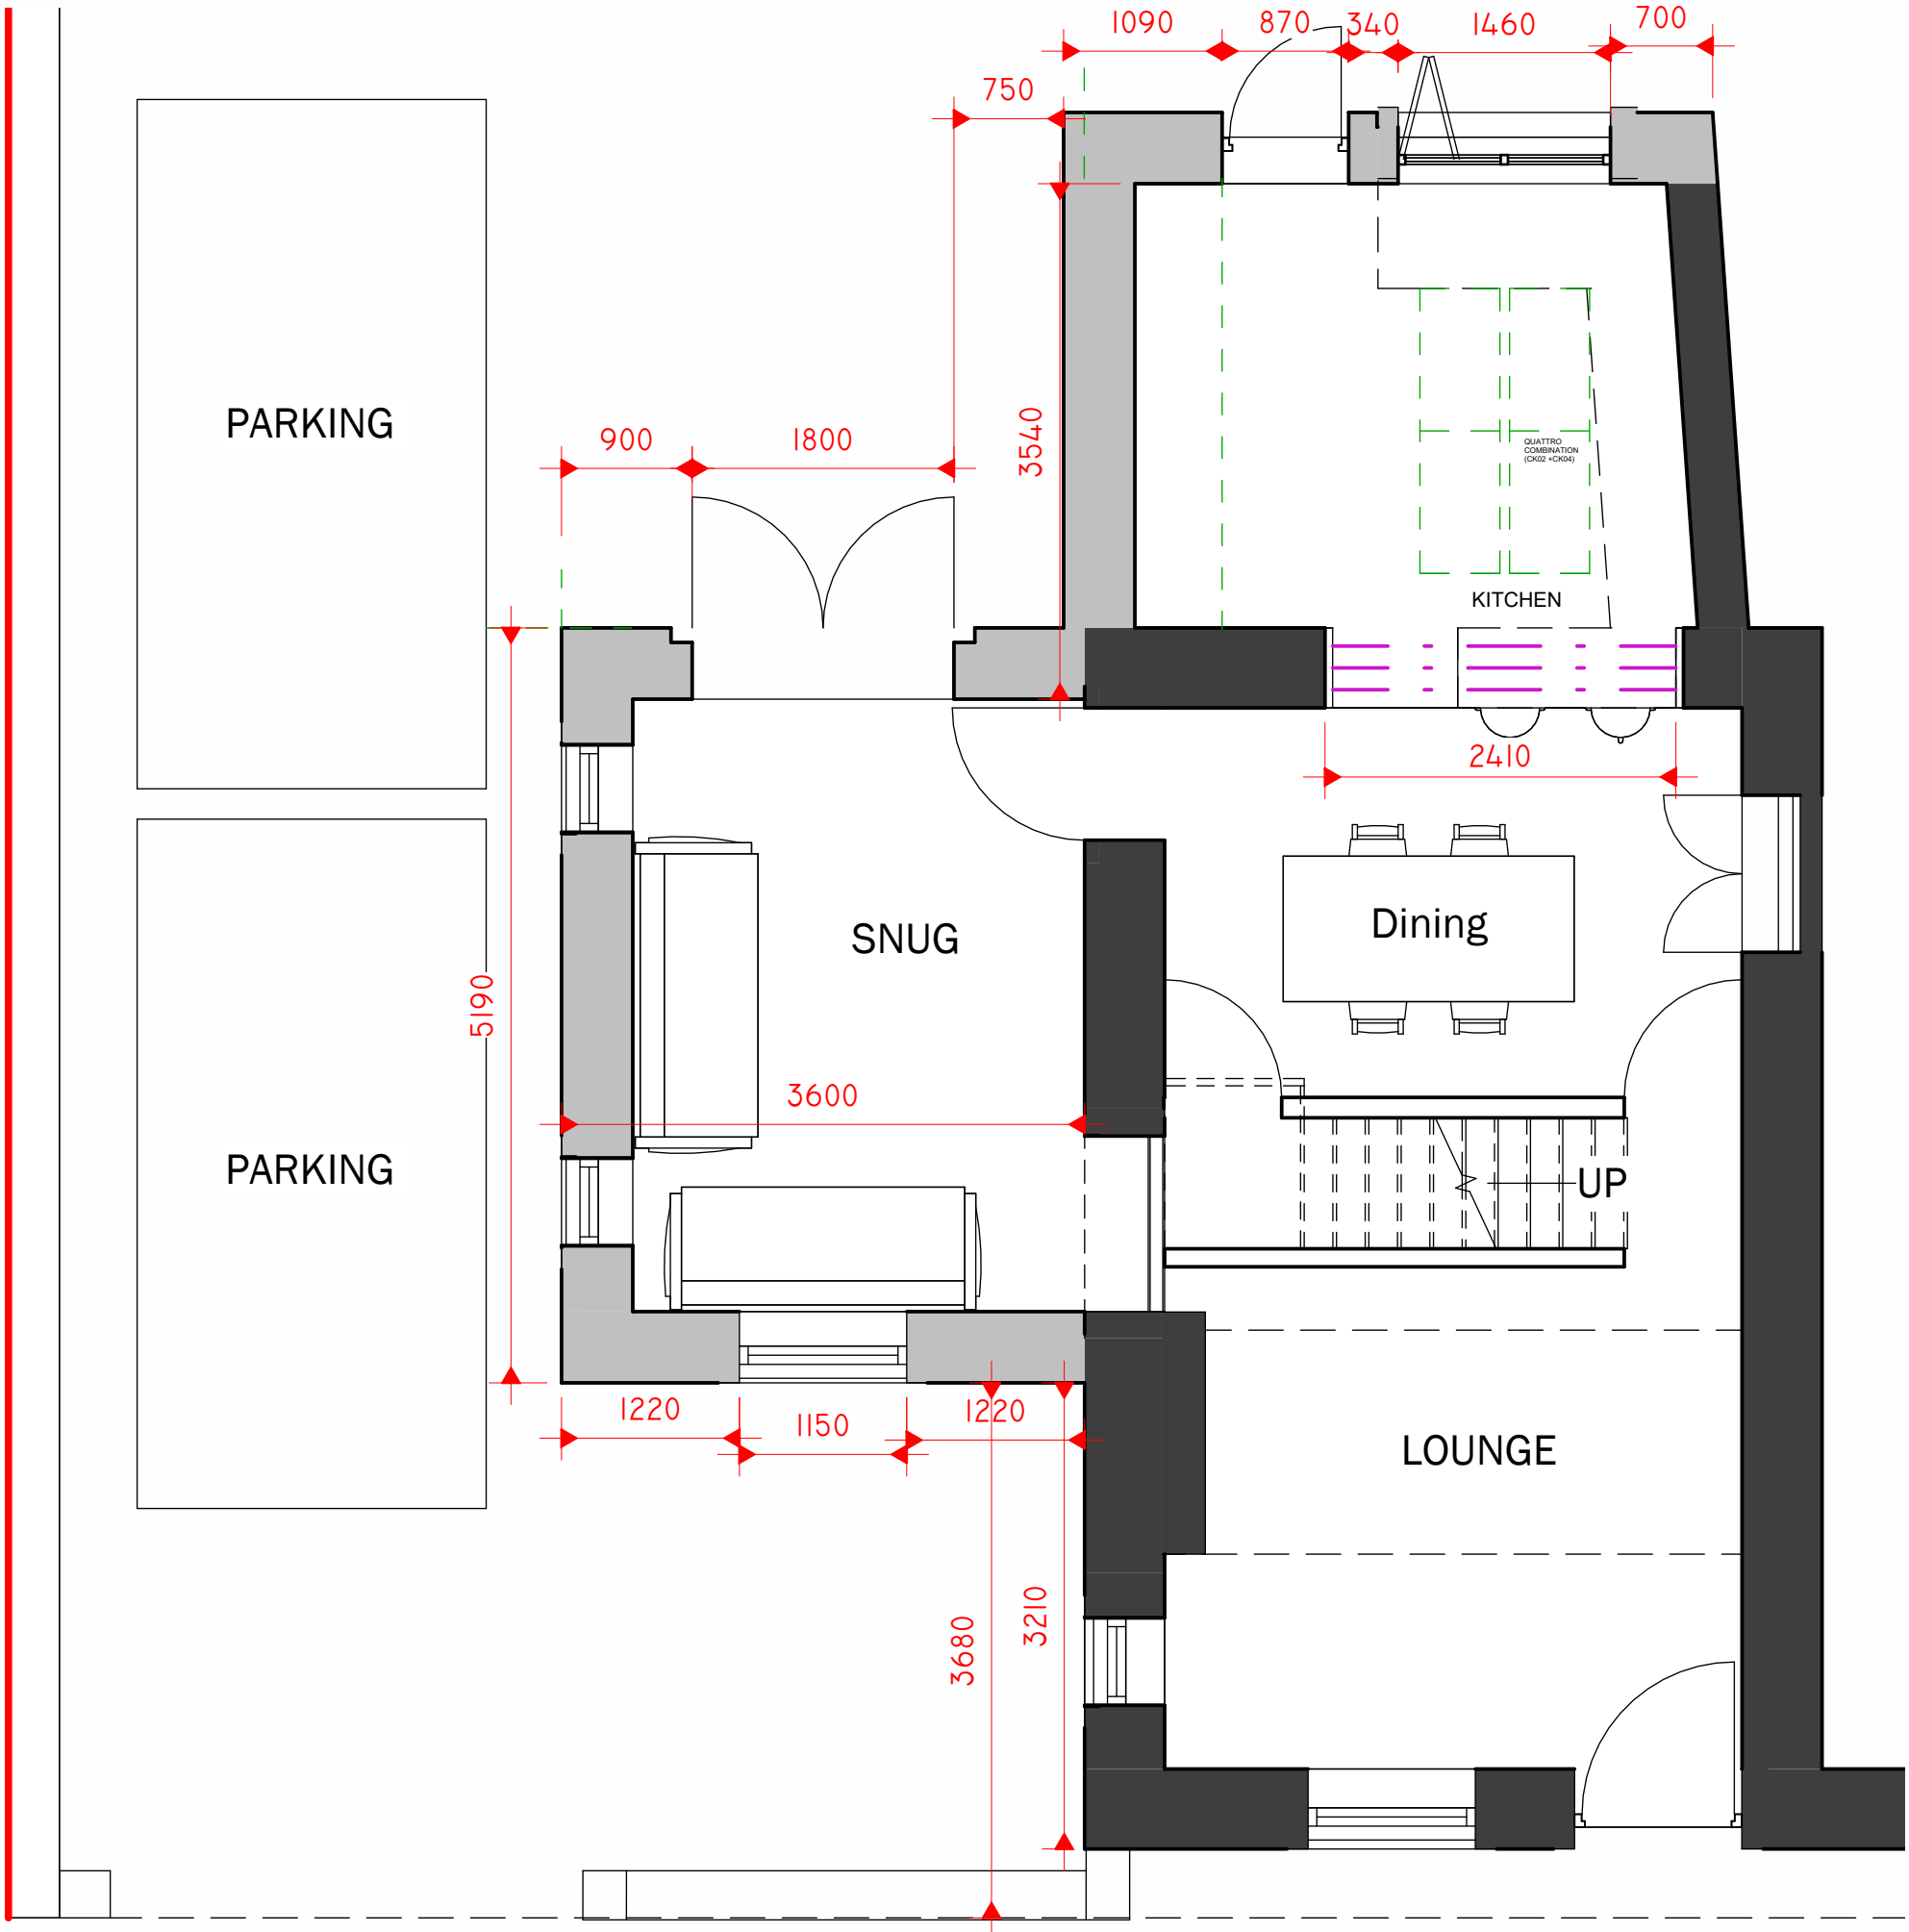 1090
870
340
1460
700
750
PARKING
900
1800
3540
QUATTRO
COMBINATION
(CK02 +CK04)
KITCHEN
2410
SNUG
Dining
5190
3600
PARKING
UP
1220
1150
1220
LOUNGE
3680
3210